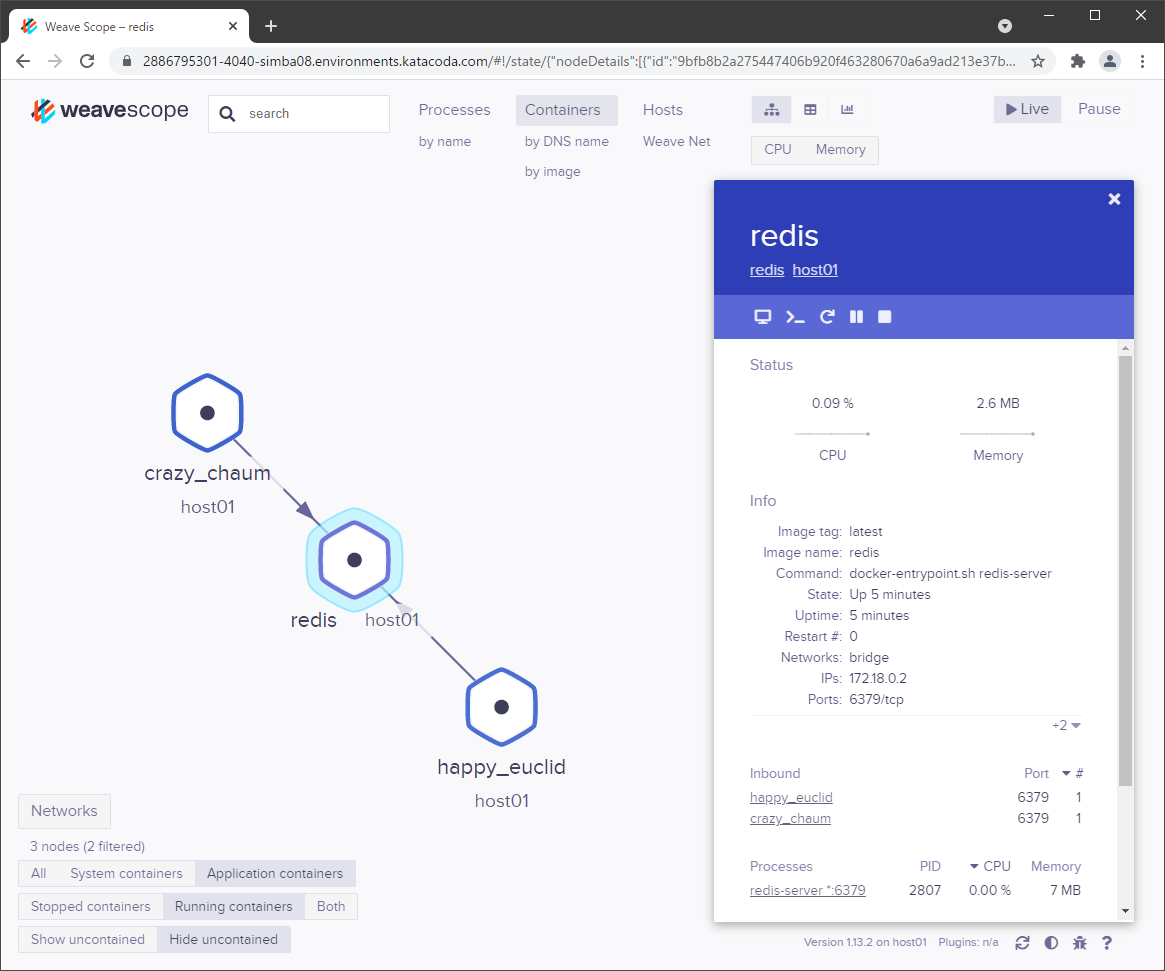 Weave Scope – redis
2886795301-4040-simba08.environments.katacoda.com/#!/state/{"nodeDetails":[{"id":"9bfb8b2a275447406b920f463280670a6a9ad213e37b...
weavescope
search
Processes
by name
Containers
by DNS name
by image
Hosts
Weave Net
CPU Memory
Live Pause
redis
redis host01
Status
0.09 % 2.6 MB
CPU Memory
Info
Image tag: latest
Image name: redis
Command: docker-entrypoint.sh redis-server
State: Up 5 minutes
Uptime: 5 minutes
Restart #: 0
Networks: bridge
IPs: 172.18.0.2
Ports: 6379/tcp
+2
Inbound Port #
happy_euclid 6379 1
crazy_chaum 6379 1
Processes PID CPU Memory
redis-server *:6379 2807 0.00 % 7 MB
crazy_chaum
host01
redis host01
happy_euclid
host01
Networks
3 nodes (2 filtered)
All System containers Application containers
Stopped containers Running containers Both
Show uncontained Hide uncontained
Version 1.13.2 on host01 Plugins: n/a ?